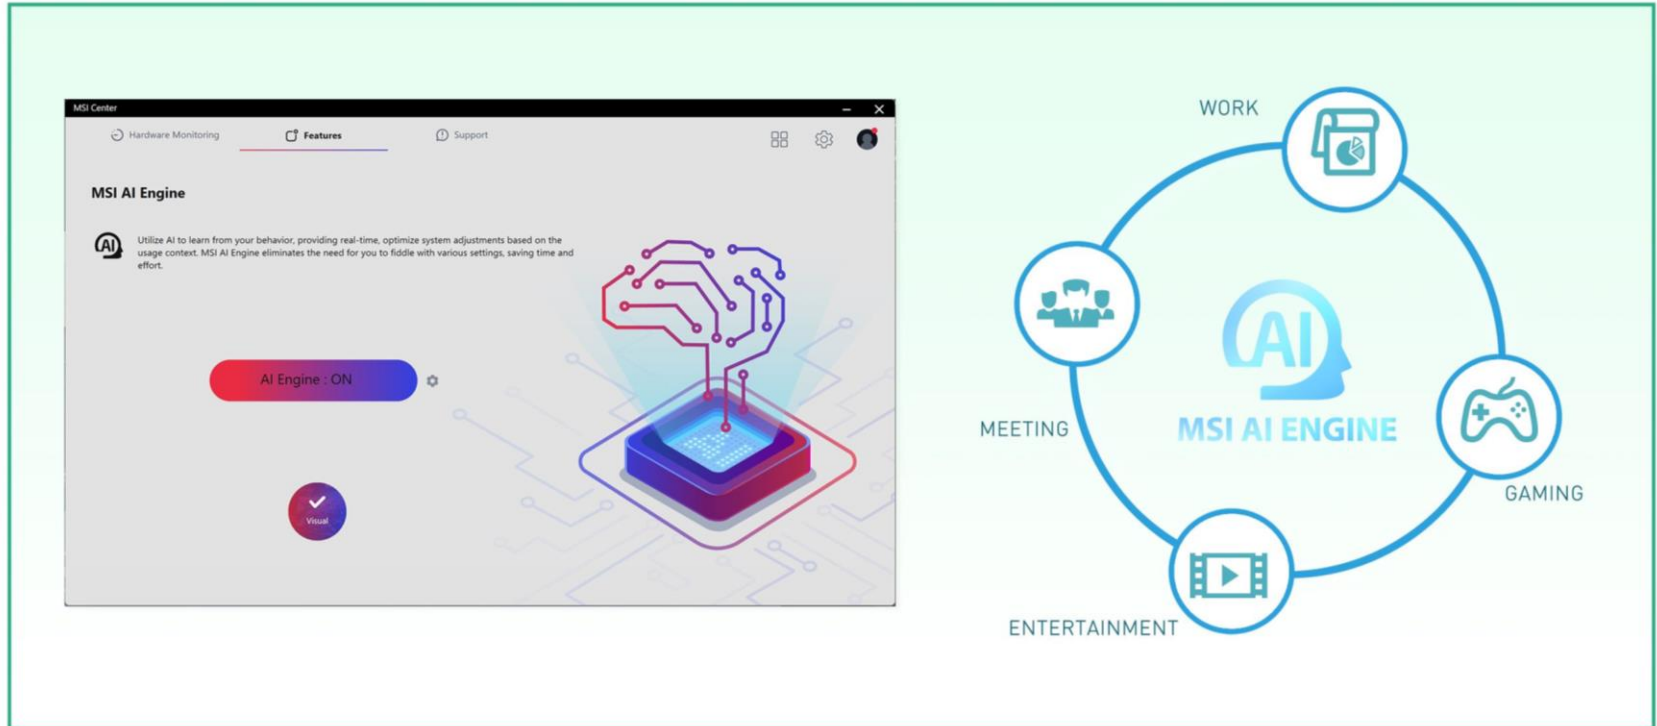 MSI Center
Hardware Monitoring
Features
Support
MSI AI Engine
AI
Utilize AI to learn from your behavior, providing real-time, optimize system adjustments based on the
usage context. MSI AI Engine eliminates the need for you to fiddle with various settings, saving time and
effort.
AI Engine : ON
Visual
WORK
MEETING
AI
MSI AI ENGINE
GAMING
ENTERTAINMENT